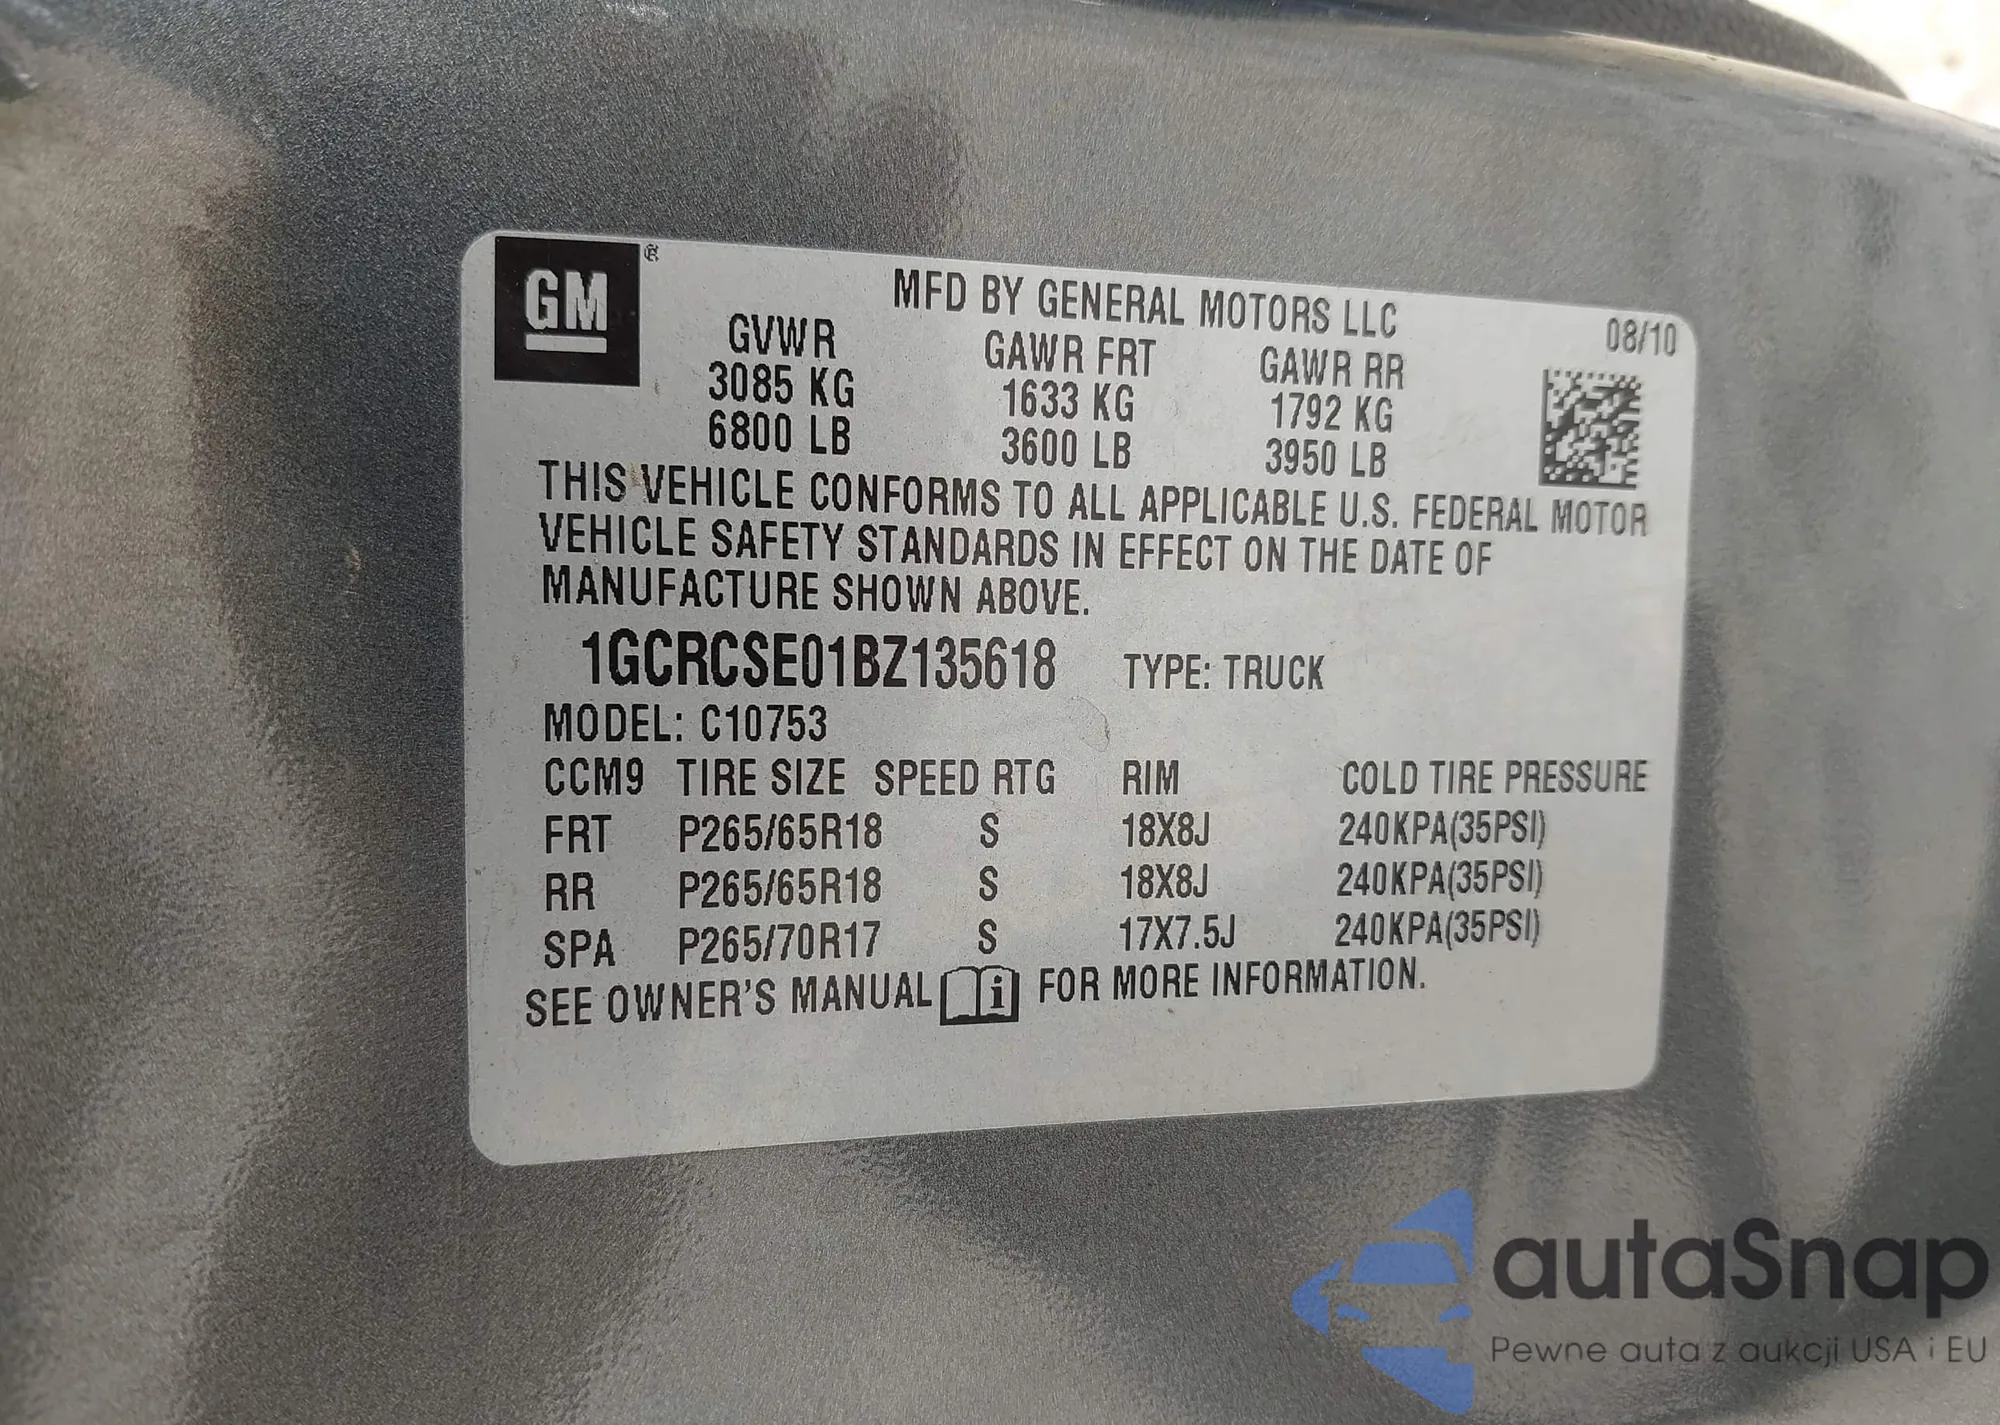 GM
MFD BY GENERAL MOTORS LLC
08/10
GVWR GAWR FRT GAWR RR
3085 KG 1633 KG 1792 KG
6800 LB 3600 LB 3950 LB
THIS VEHICLE CONFORMS TO ALL APPLICABLE U.S. FEDERAL MOTOR
VEHICLE SAFETY STANDARDS IN EFFECT ON THE DATE OF
MANUFACTURE SHOWN ABOVE.
1GCRCSE01BZ135618 TYPE: TRUCK
MODEL: C10753
CCM9 TIRE SIZE SPEED RTG RIM COLD TIRE PRESSURE
FRT P265/65R18 S 18X8J 240KPA(35PSI)
RR P265/65R18 S 18X8J 240KPA(35PSI)
SPA P265/70R17 S 17X7.5J 240KPA(35PSI)
SEE OWNER'S MANUAL i FOR MORE INFORMATION.
autaSnap
Pewne auta z aukcji USA i EU